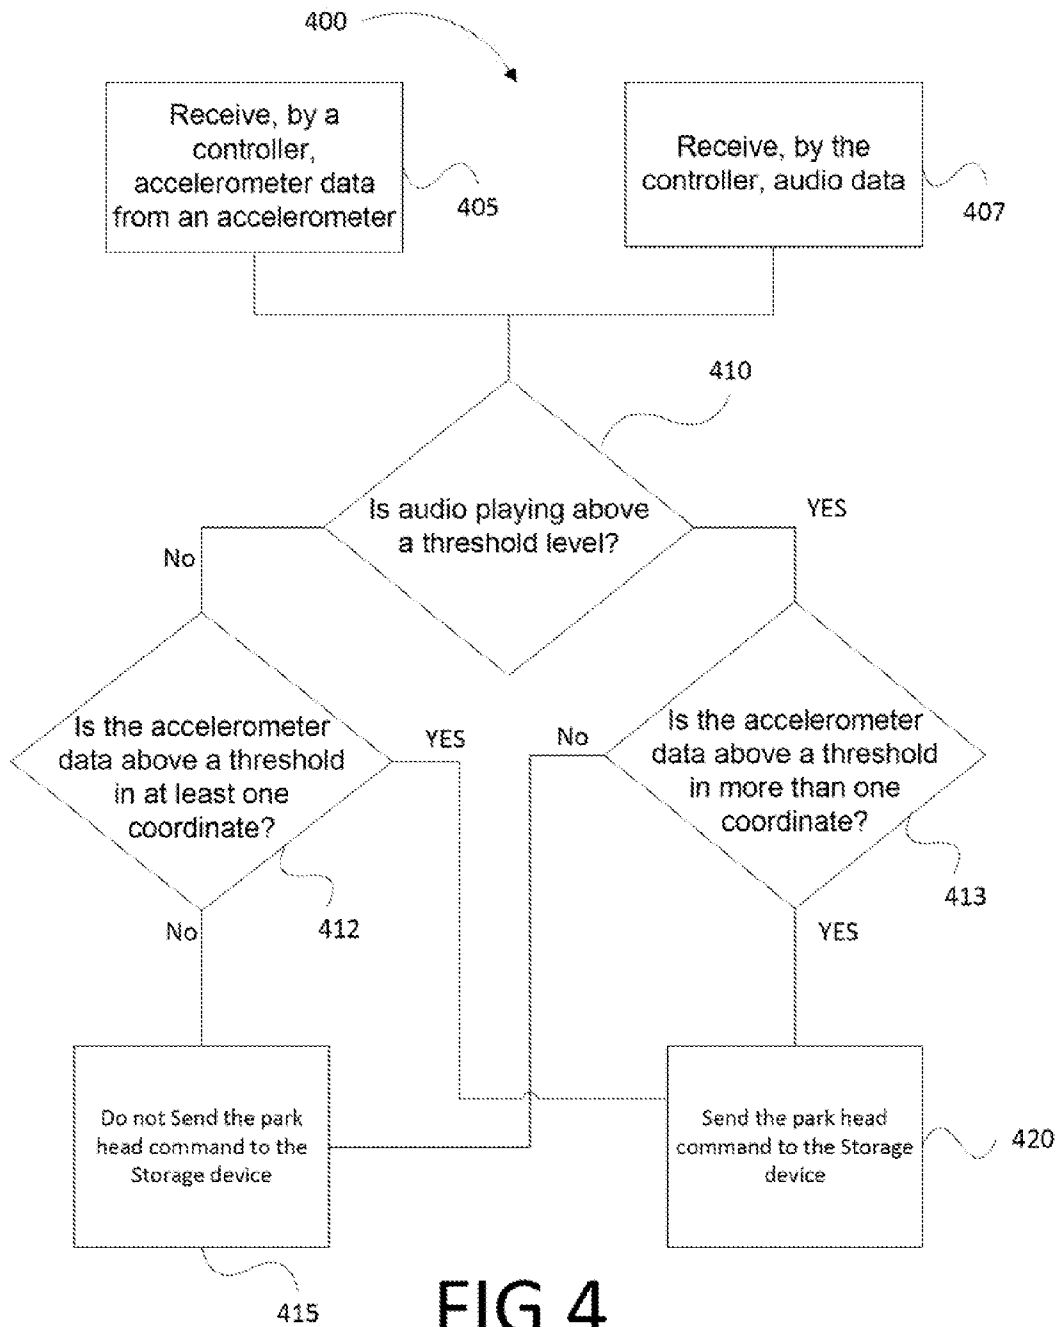 400
Receive, by a
controller,
accelerometer data
from an accelerometer
405
Receive, by the
controller, audio data
407
410
Is audio playing above
a threshold level?
No
YES
Is the accelerometer
data above a threshold
in at least one
coordinate?
YES
412
No
Is the accelerometer
data above a threshold
in more than one
coordinate?
No
413
YES
Do not Send the park
head command to the
Storage device
415
Send the park head
command to the Storage
device
420
FIG 4